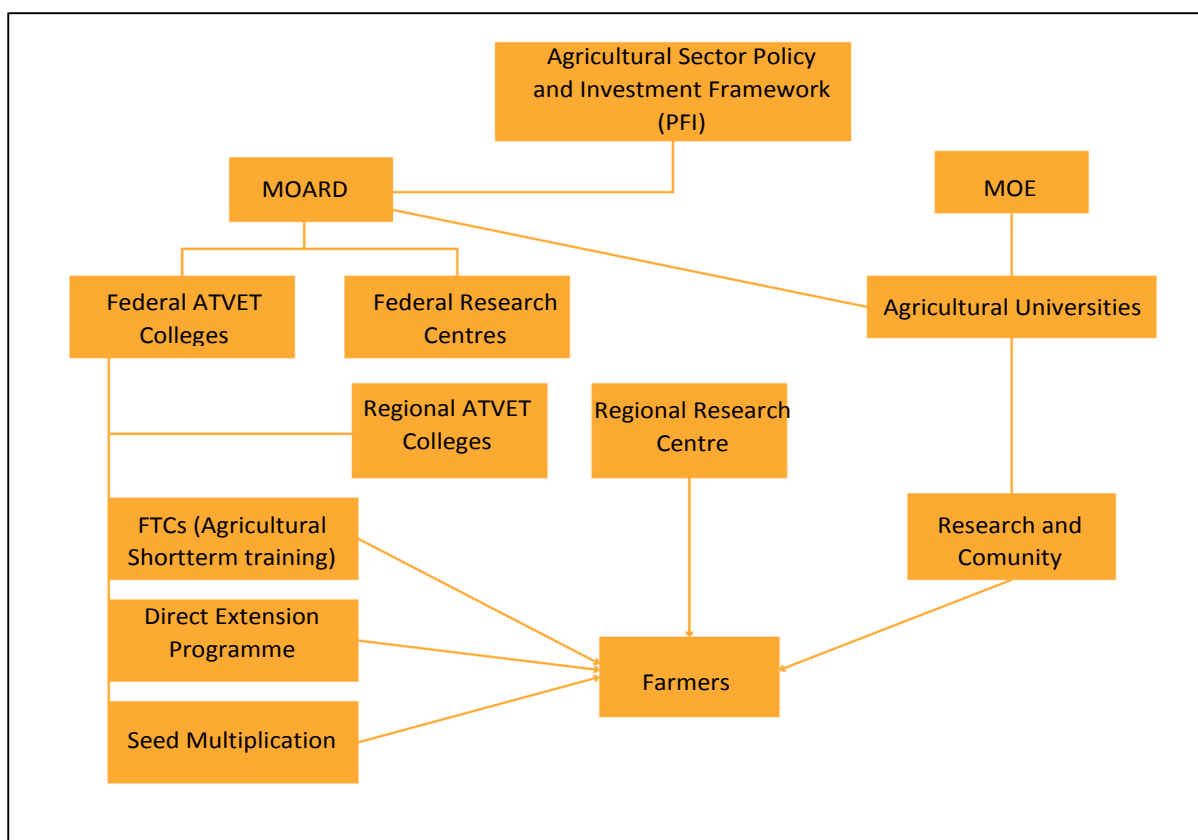 Agricultural Sector Policy
and Investment Framework
(PFI)
MOARD
MOE
Federal ATVET
Colleges
Federal Research
Centres
Agricultural Universities
Regional ATVET
Colleges
Regional Research
Centre
FTCs (Agricultural
Shortterm training)
Research and
Comunity
Direct Extension
Programme
Farmers
Seed Multiplication